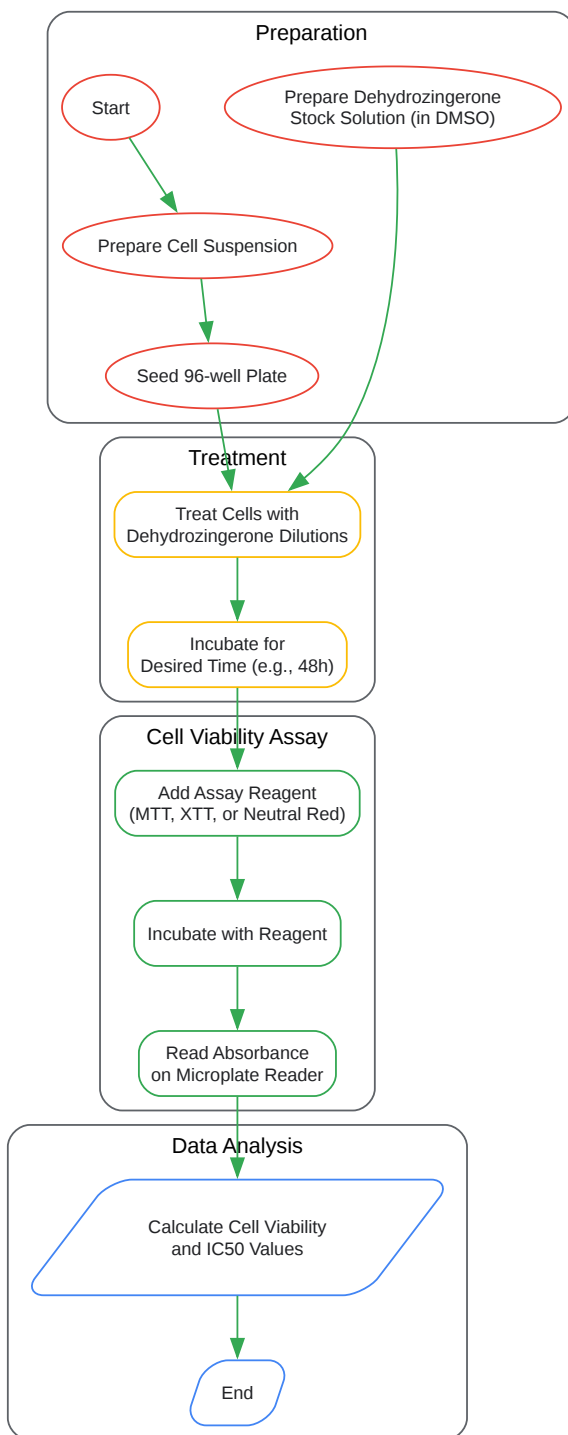 Preparation
Start
Prepare Dehydrozingerone
Stock Solution (in DMSO)
Prepare Cell Suspension
Seed 96-well Plate
Treatment
Treat Cells with
Dehydrozingerone Dilutions
Incubate for
Desired Time (e.g., 48h)
Cell Viability Assay
Add Assay Reagent
(MTT, XTT, or Neutral Red)
Incubate with Reagent
Read Absorbance
on Microplate Reader
Data Analysis
Calculate Cell Viability
and IC50 Values
End